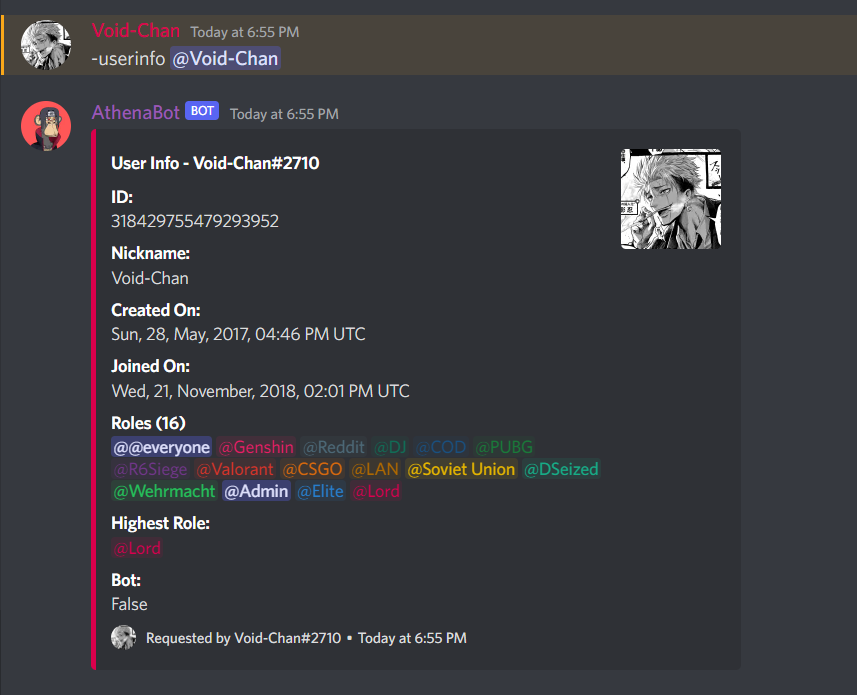 Void-Chan Today at 6:55 PM
-userinfo @Void-Chan
AthenaBot BOT Today at 6:55 PM
User Info - Void-Chan#2710
ID:
318429755479293952
Nickname:
Void-Chan
Created On:
Sun, 28, May, 2017, 04:46 PM UTC
Joined On:
Wed, 21, November, 2018, 02:01 PM UTC
Roles (16)
@@everyone @Genshin @Reddit @DJ @COD @PUBG
@R6Siege @Valorant @CSGO @LAN @Soviet Union @DSeized
@Wehrmacht @Admin @Elite @Lord
Highest Role:
@Lord
Bot:
False
Requested by Void-Chan#2710 • Today at 6:55 PM